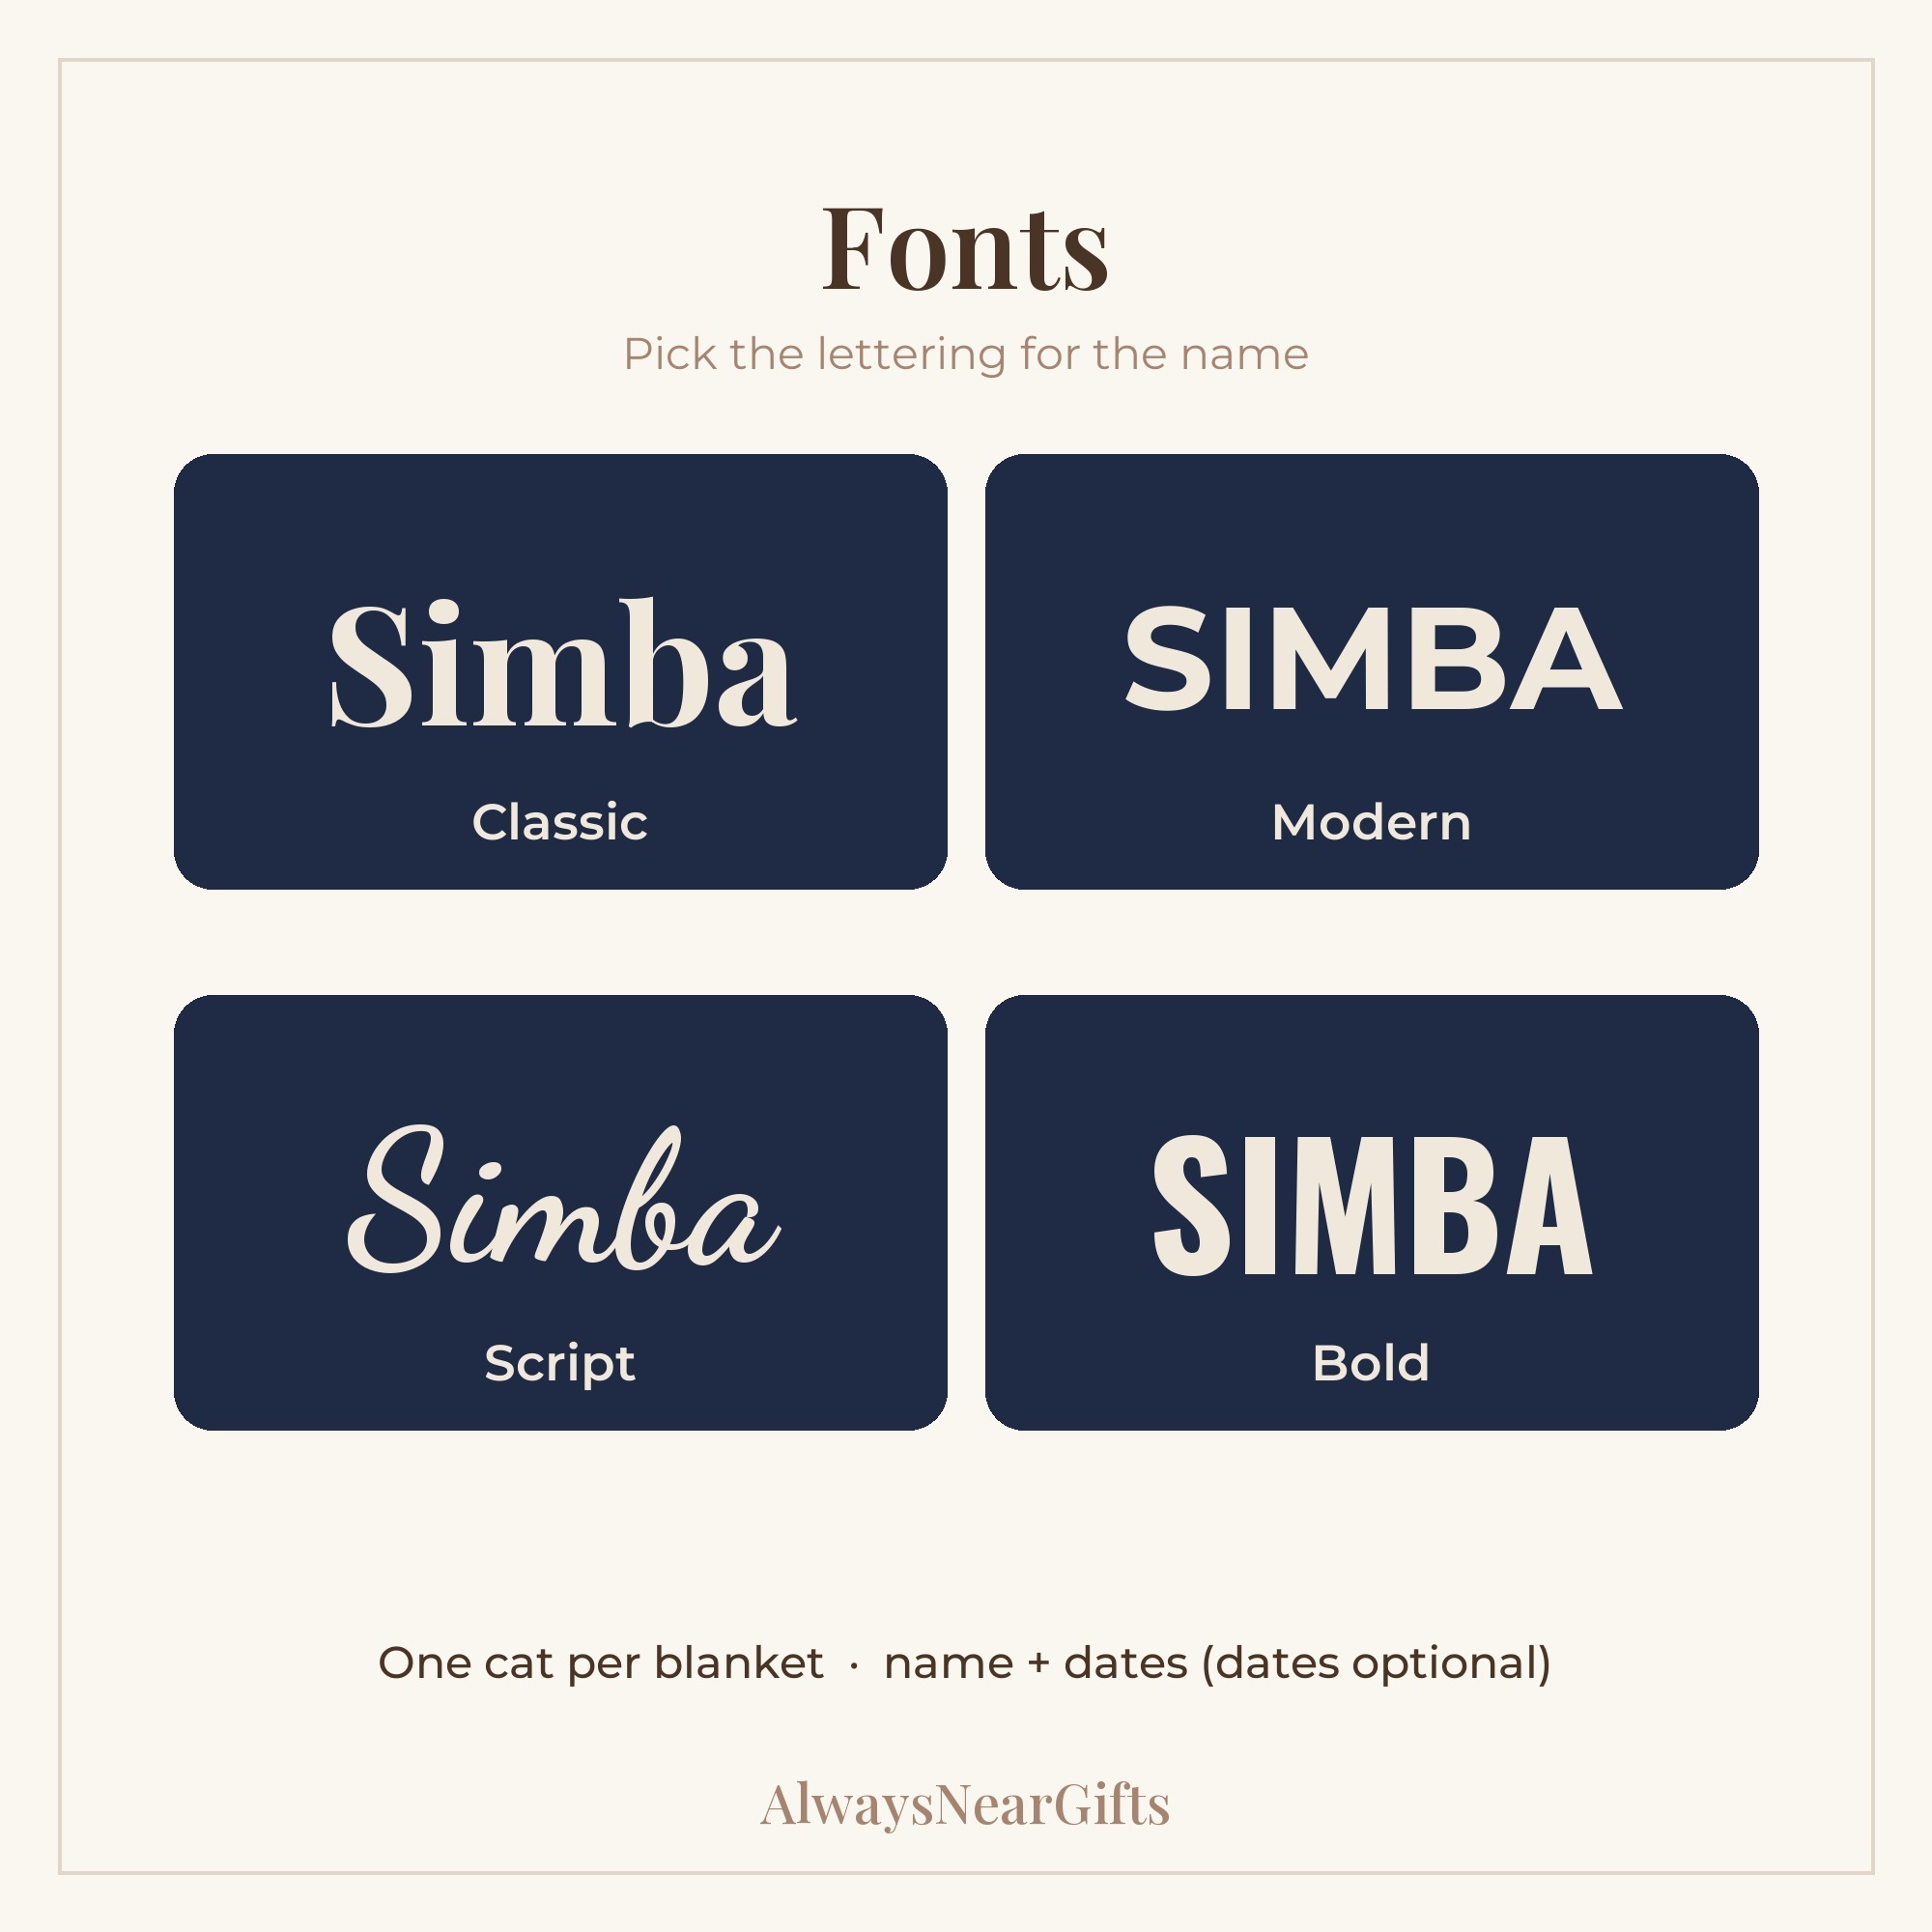 Fonts
Pick the lettering for the name
Simba
SIMBA
Classic
Modern
Simba
SIMBA
Script
Bold
One cat per blanket · name + dates (dates optional)
AlwaysNearGifts